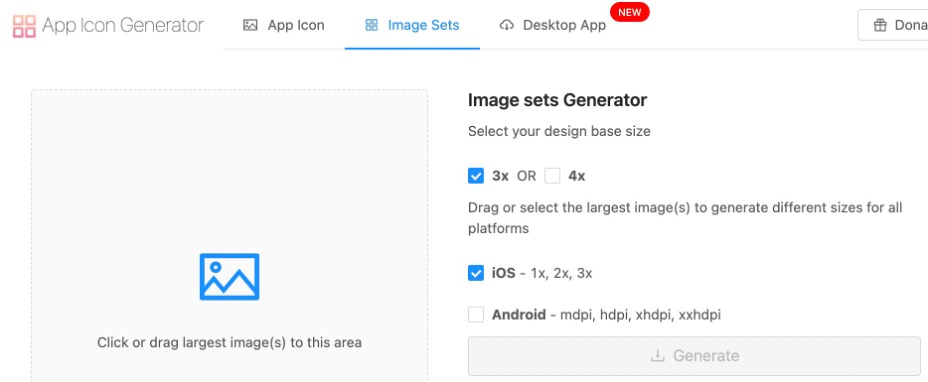 App Icon Generator
App Icon
Image Sets
Desktop App
NEW
Dona
Image sets Generator
Select your design base size
3x OR 4x
Drag or select the largest image(s) to generate different sizes for all
platforms
iOS - 1x, 2x, 3x
Android - mdpi, hdpi, xhdpi, xxhdpi
Generate
Click or drag largest image(s) to this area